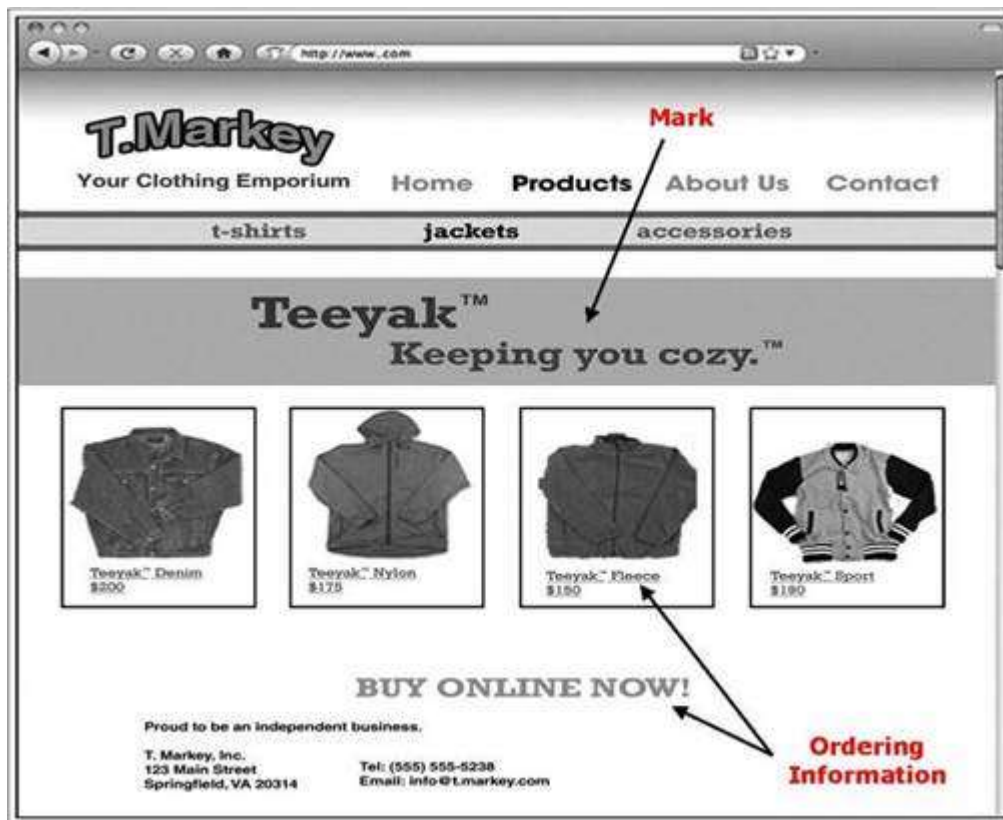 http://www..com
Mark
T.Markey
Your Clothing Emporium
Home Products About Us Contact
t-shirts jackets accessories
Teeyak™
Keeping you cozy.™
Teeyak™ Denim
$200
Teeyak™ Nylon
$175
Teeyak™ Fleece
$150
Teeyak™ Sport
$190
BUY ONLINE NOW!
Proud to be an independent business.
T. Markey, Inc.
123 Main Street
Springfield, VA 20314
Tel: (555) 555-5238
Email: info@t.markey.com
Ordering
Information